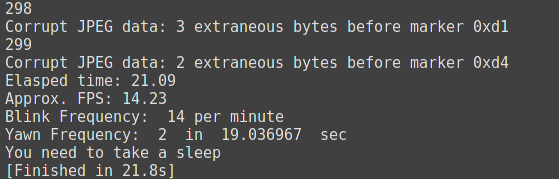 298
Corrupt JPEG data: 3 extraneous bytes before marker 0xd1
299
Corrupt JPEG data: 2 extraneous bytes before marker 0xd4
Elasped time: 21.09
Approx. FPS: 14.23
Blink Frequency:  14 per minute
Yawn Frequency:  2  in  19.036967  sec
You need to take a sleep
[Finished in 21.8s]